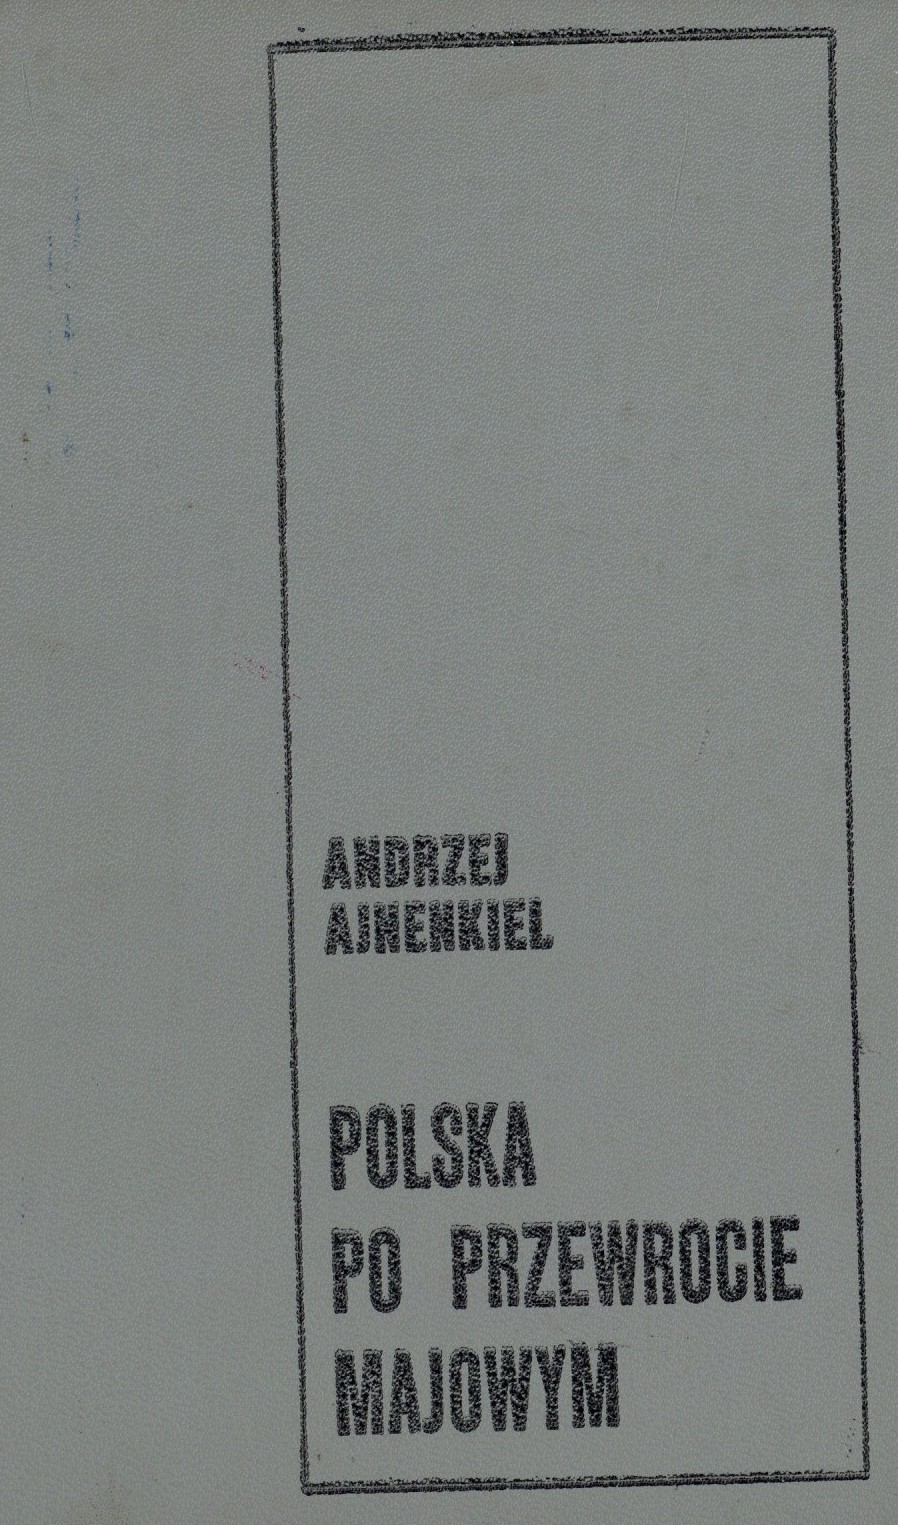 ANDRZEJ
AJNENKIEL
POLSKA
PO PRZEWROCIE
MAJOWYM